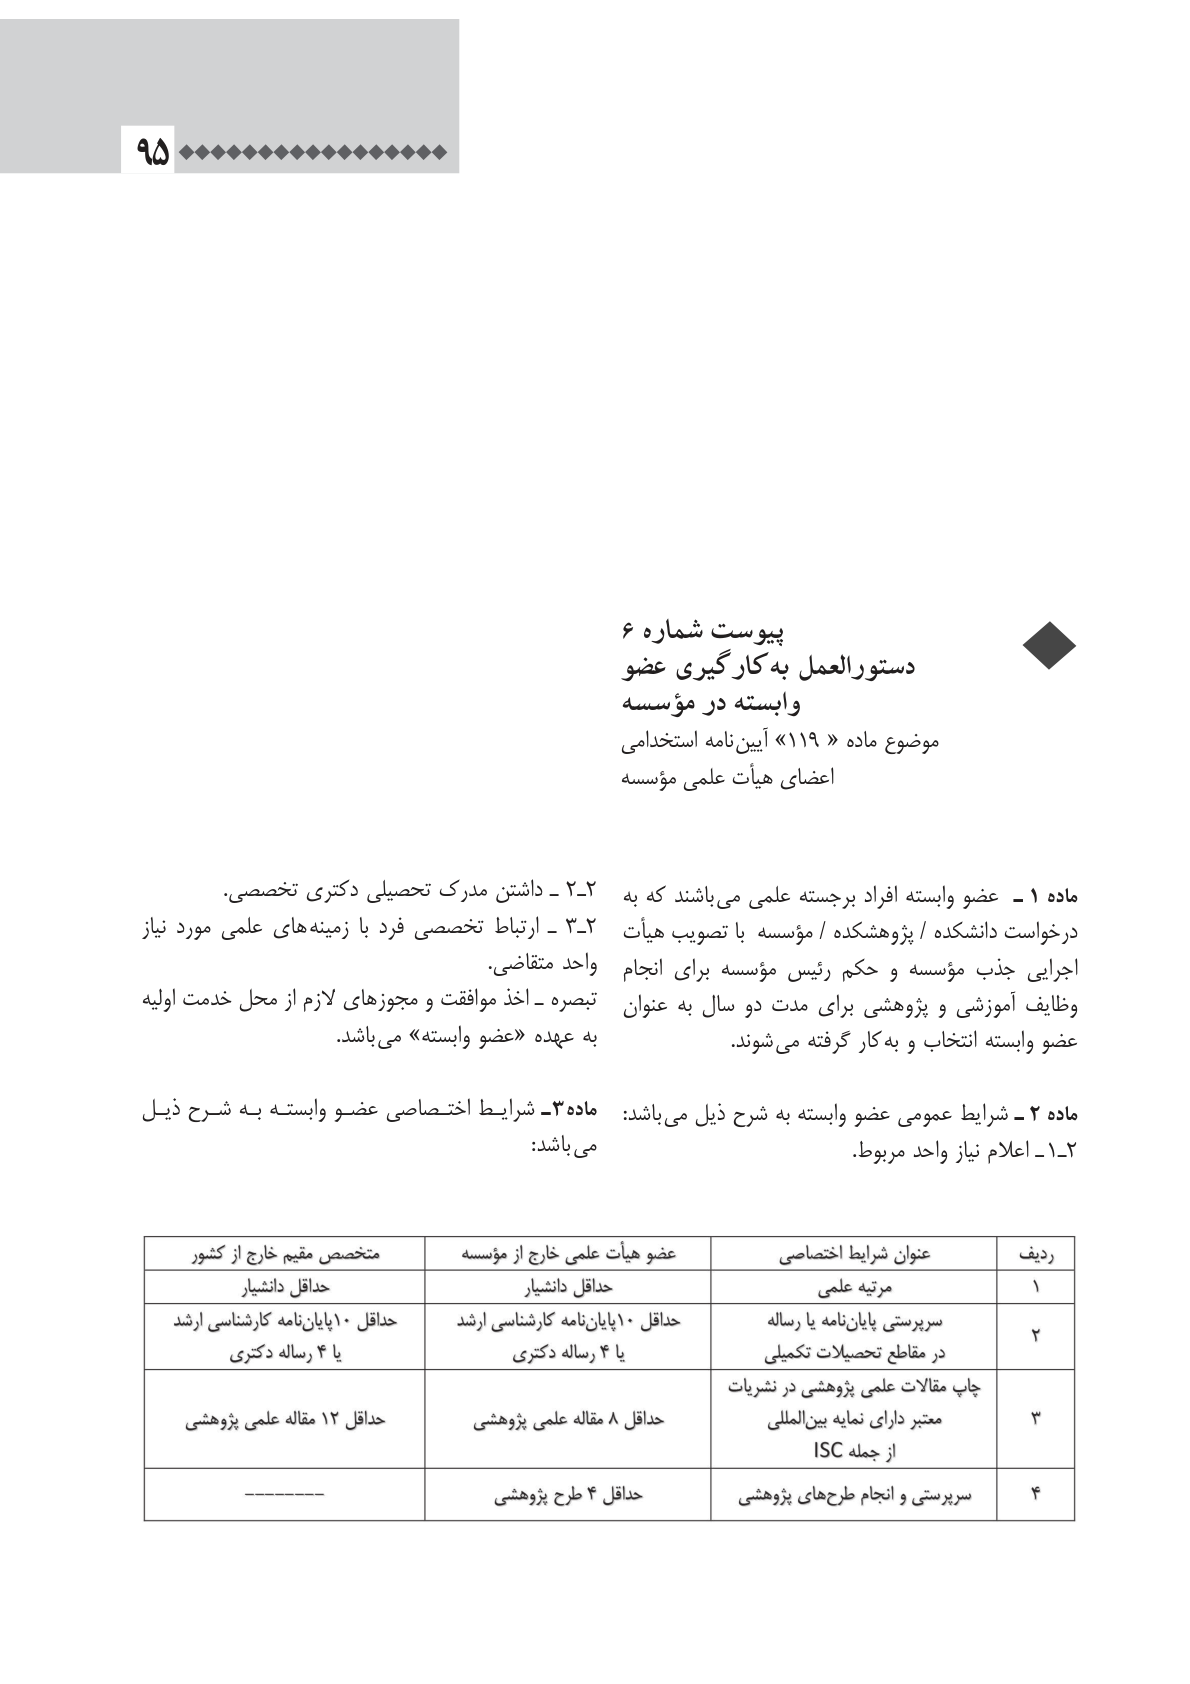 ۹۵
پیوست شماره ۶
دستورالعمل به‌کارگیری عضو
وابسته در مؤسسه
موضوع ماده « ۱۱۹» آیین‌نامه استخدامی
اعضای هیأت علمی مؤسسه
ماده ۱ ـ عضو وابسته افراد برجسته علمی می‌باشند که به
درخواست دانشکده / پژوهشکده / مؤسسه با تصویب هیأت
اجرایی جذب مؤسسه و حکم رئیس مؤسسه برای انجام
وظایف آموزشی و پژوهشی برای مدت دو سال به عنوان
عضو وابسته انتخاب و به‌کار گرفته می‌شوند.
ماده ۲ ـ شرایط عمومی عضو وابسته به شرح ذیل می‌باشد:
۲ـ۱ـ اعلام نیاز واحد مربوط.
۲ـ۲ ـ داشتن مدرک تحصیلی دکتری تخصصی.
۲ـ۳ ـ ارتباط تخصصی فرد با زمینه‌های علمی مورد نیاز
واحد متقاضی.
تبصره ـ اخذ موافقت و مجوزهای لازم از محل خدمت اولیه
به عهده «عضو وابسته» می‌باشد.
ماده۳ـ شرایـط اختـصاصی عضـو وابستـه بـه شـرح ذیـل
می‌باشد:
ردیف عنوان شرایط اختصاصی عضو هیأت علمی خارج از مؤسسه متخصص مقیم خارج از کشور
۱ مرتبه علمی حداقل دانشیار حداقل دانشیار
۲ سرپرستی پایان‌نامه یا رساله حداقل ۱۰پایان‌نامه کارشناسی ارشد حداقل ۱۰پایان‌نامه کارشناسی ارشد
در مقاطع تحصیلات تکمیلی یا ۴ رساله دکتری یا ۴ رساله دکتری
چاپ مقالات علمی پژوهشی در نشریات
۳ معتبر دارای نمایه بین‌المللی حداقل ۸ مقاله علمی پژوهشی حداقل ۱۲ مقاله علمی پژوهشی
از جمله ISC
۴ سرپرستی و انجام طرح‌های پژوهشی حداقل ۴ طرح پژوهشی --------